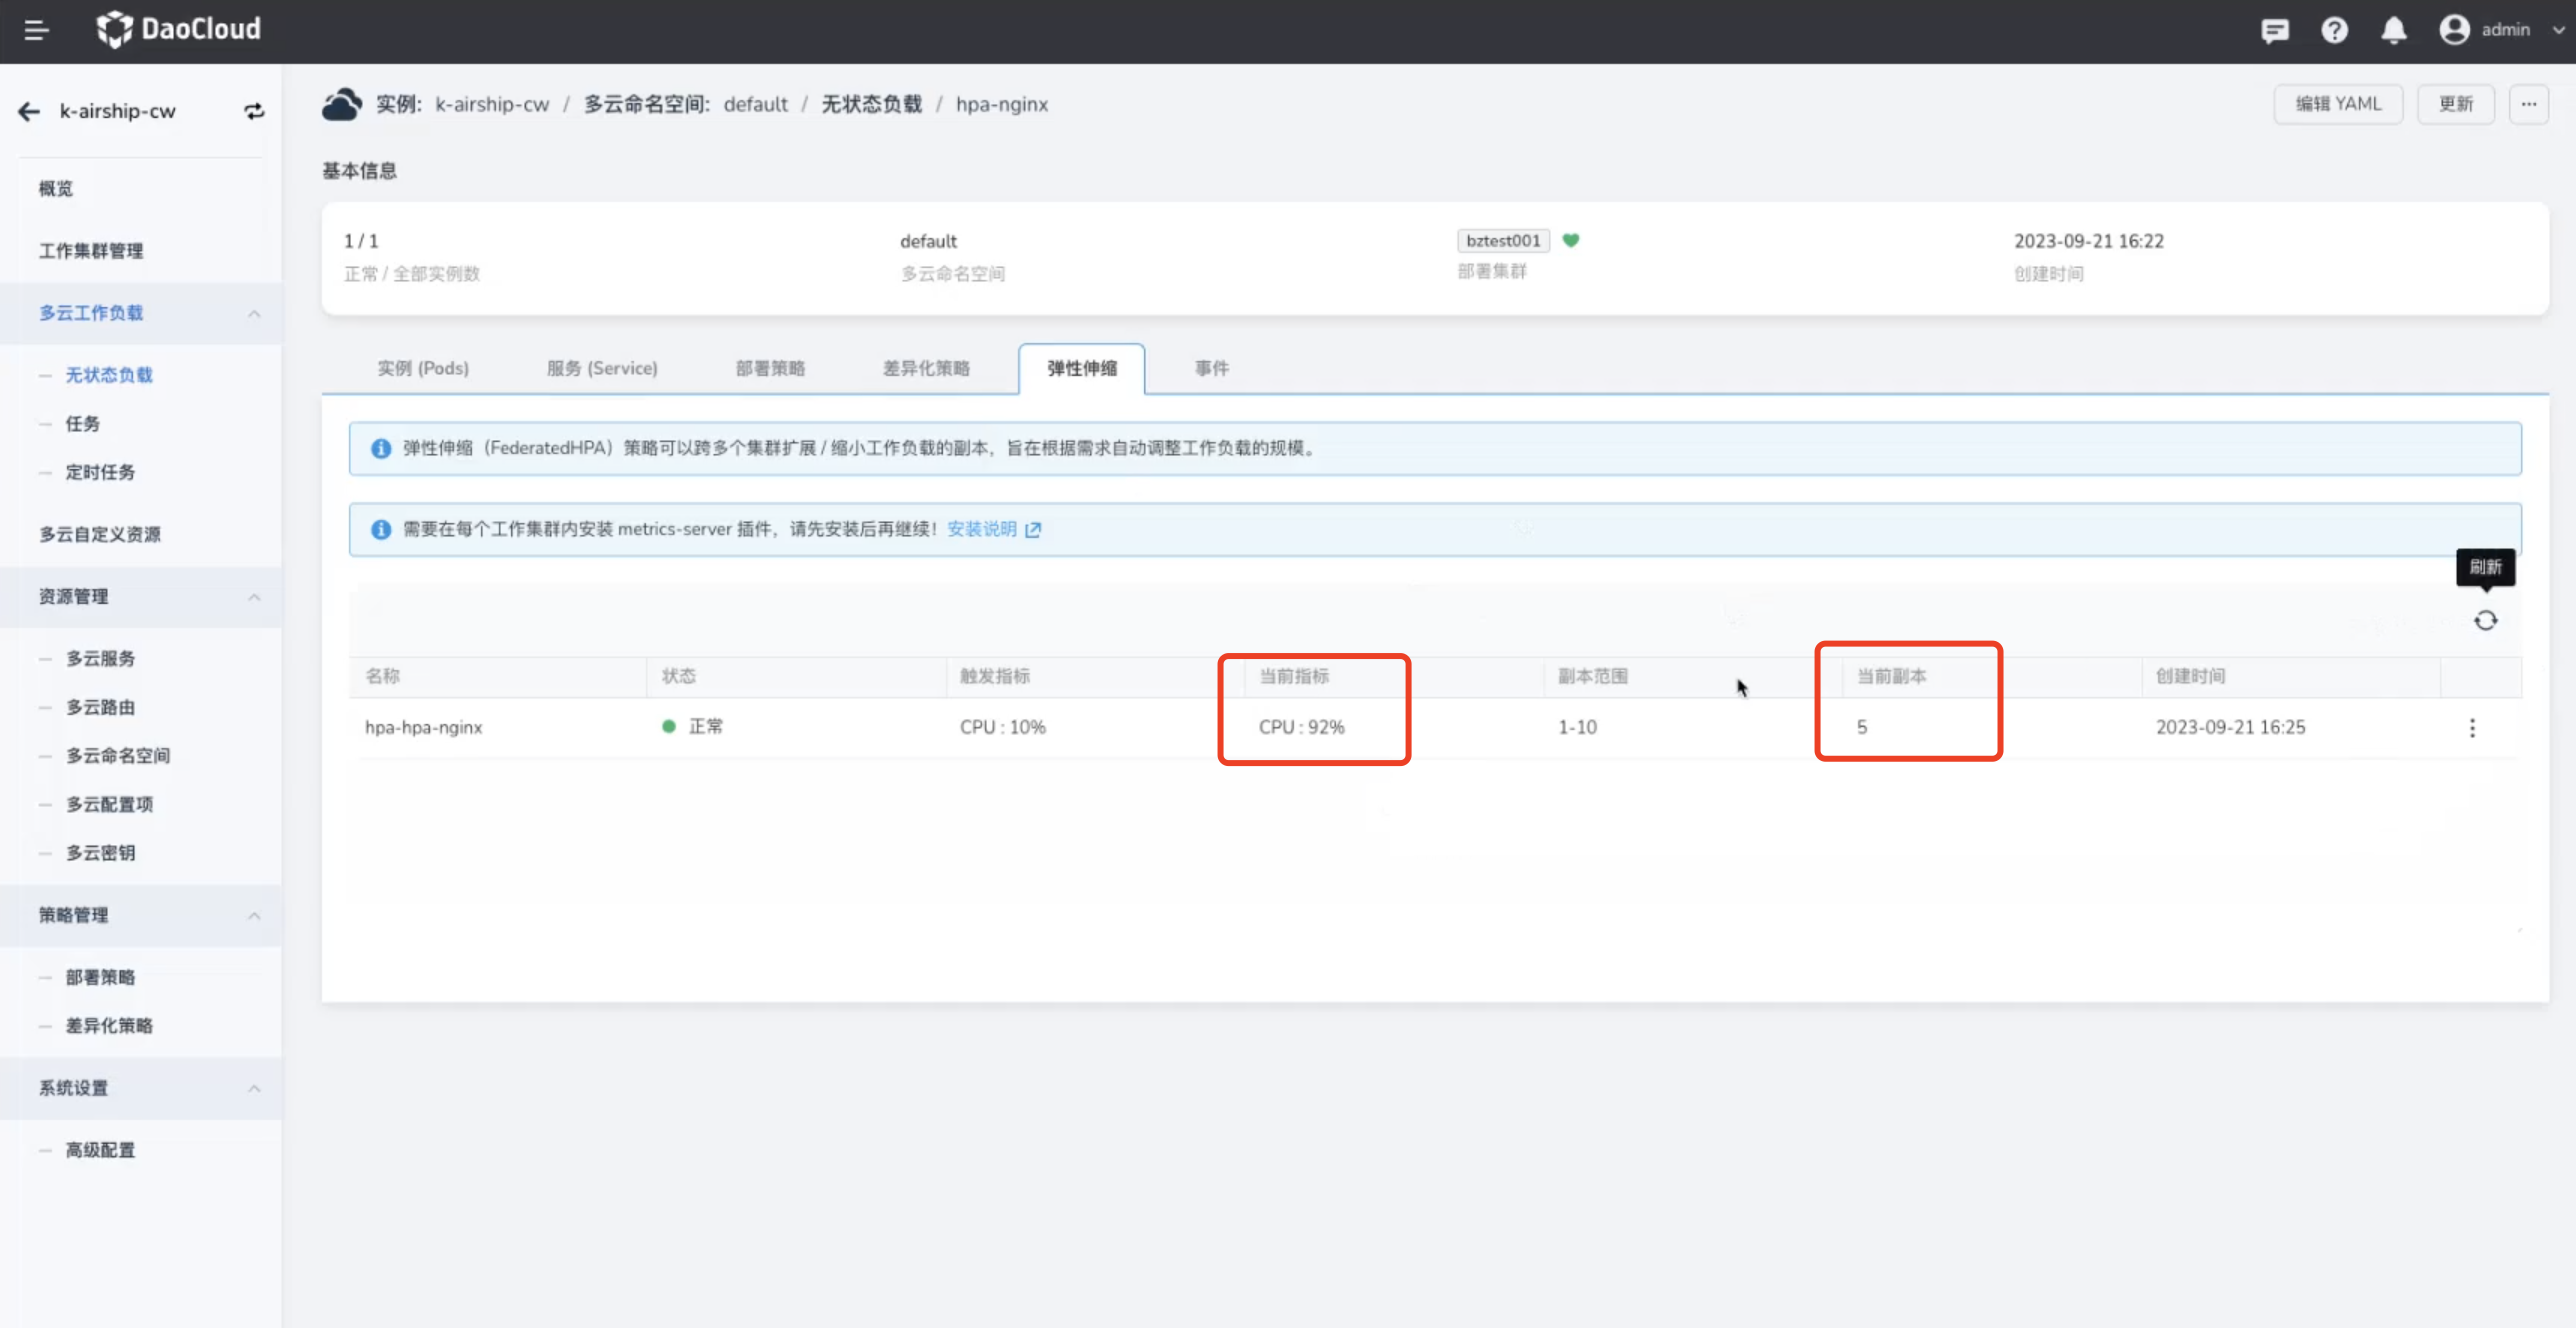 DaoCloud
admin
k-airship-cw
概览
工作集群管理
多云工作负载
无状态负载
任务
定时任务
多云自定义资源
资源管理
多云服务
多云路由
多云命名空间
多云配置项
多云密钥
策略管理
部署策略
差异化策略
系统设置
高级配置
实例: k-airship-cw / 多云命名空间: default / 无状态负载 / hpa-nginx
编辑 YAML
更新
基本信息
1 / 1
正常 / 全部实例数
default
多云命名空间
bztest001
部署集群
2023-09-21 16:22
创建时间
实例 (Pods)
服务 (Service)
部署策略
差异化策略
弹性伸缩
事件
弹性伸缩（FederatedHPA）策略可以跨多个集群扩展 / 缩小工作负载的副本，旨在根据需求自动调整工作负载的规模。
需要在每个工作集群内安装 metrics-server 插件，请先安装后再继续！安装说明
刷新
名称 状态 触发指标 当前指标 副本范围 当前副本 创建时间
hpa-hpa-nginx 正常 CPU : 10% CPU : 92% 1-10 5 2023-09-21 16:25